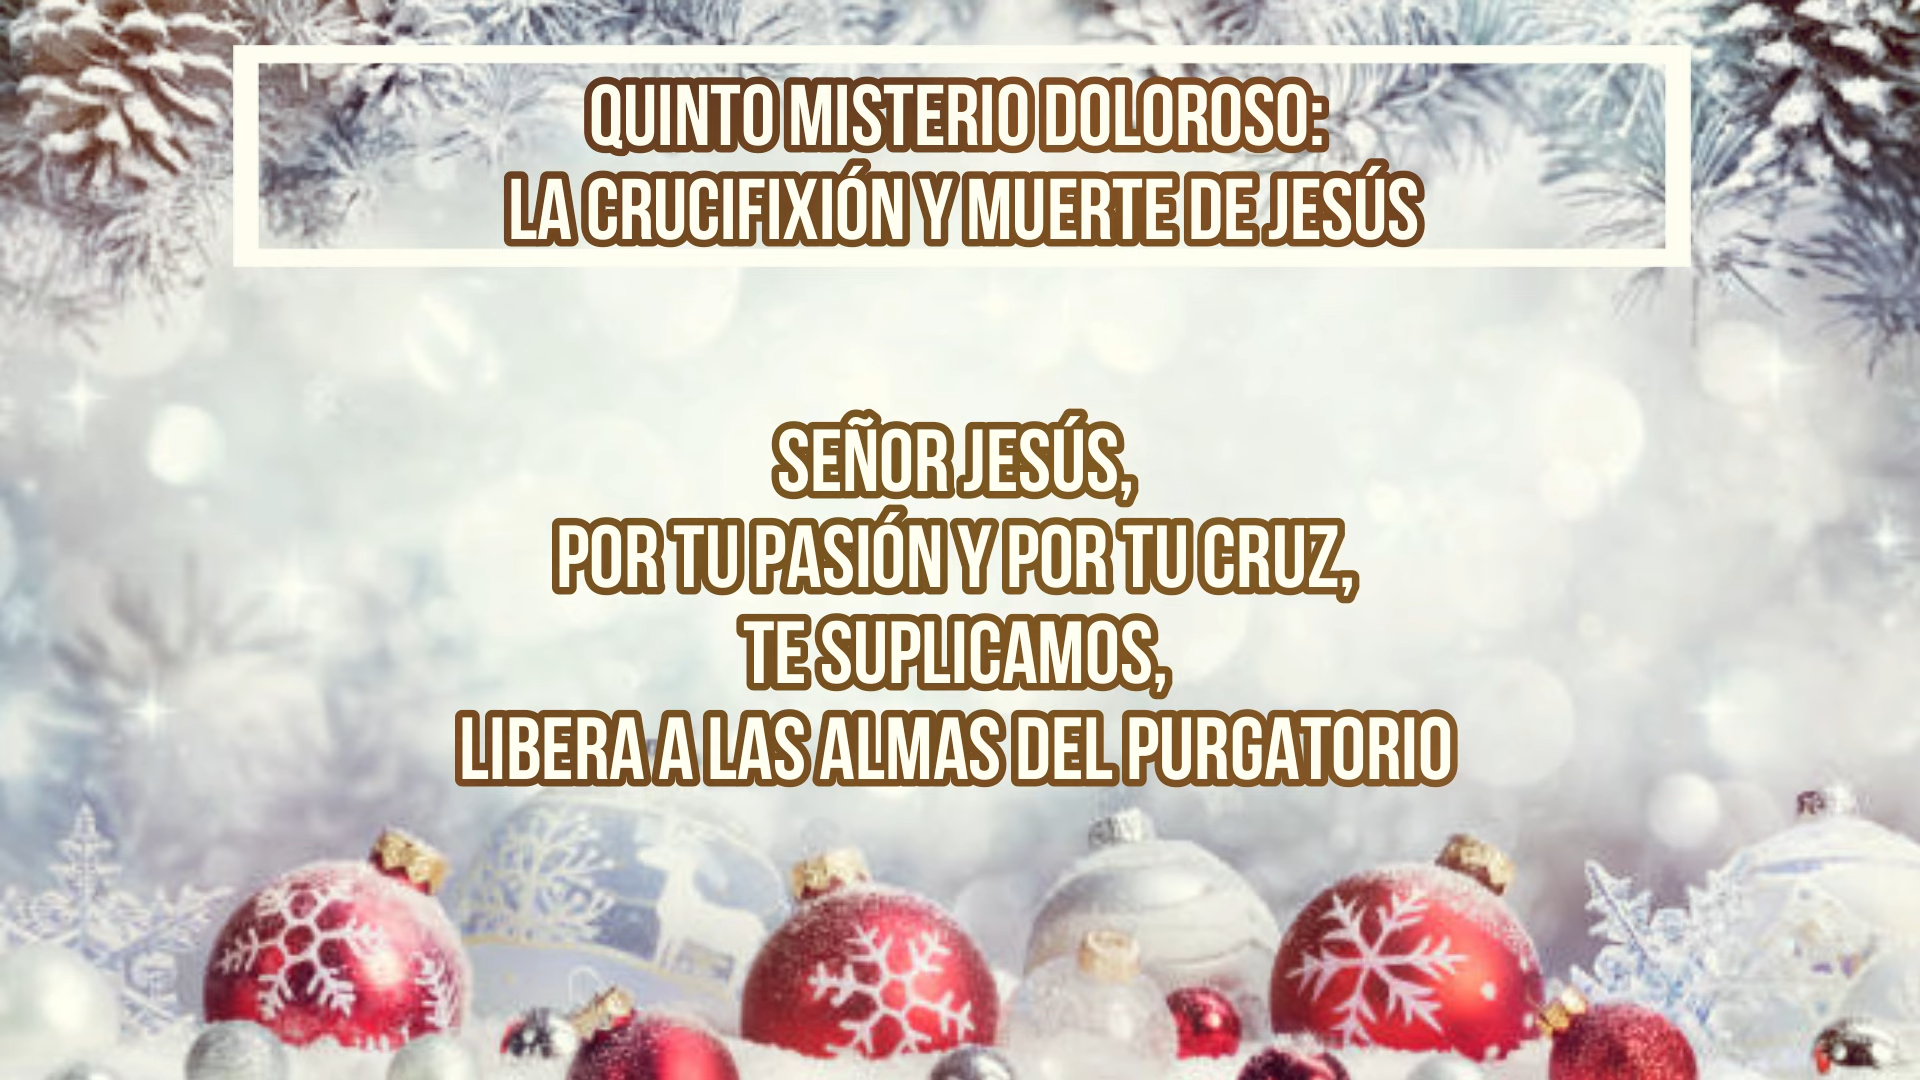 QUINTO MISTERIO DOLOROSO:
LA CRUCIFIXIÓN Y MUERTE DE JESÚS
SEÑOR JESÚS,
POR TU PASIÓN Y POR TU CRUZ,
TE SUPLICAMOS,
LIBERA A LAS ALMAS DEL PURGATORIO